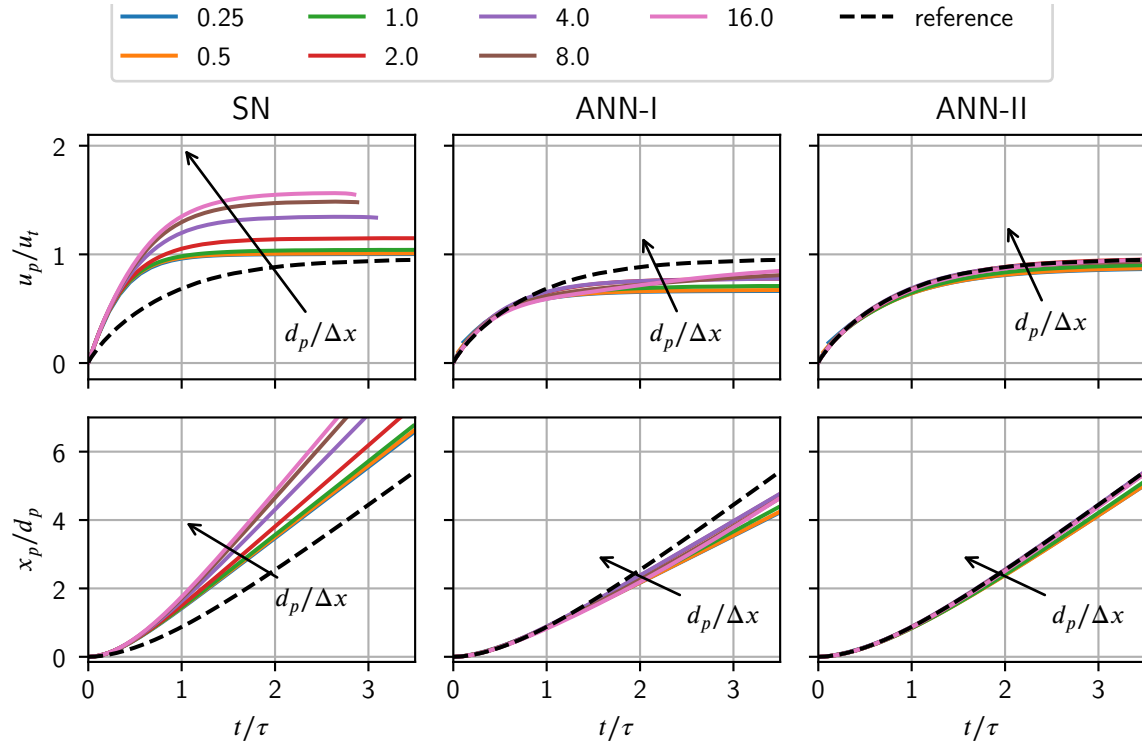 0.25 1.0 4.0 16.0 reference
0.5 2.0 8.0
SN ANN-I ANN-II
u_p/u_t
2
1
0
d_p/Δx
d_p/Δx
d_p/Δx
x_p/d_p
6
4
2
0
d_p/Δx
d_p/Δx
d_p/Δx
0 1 2 3 0 1 2 3 0 1 2 3
t/τ t/τ t/τ